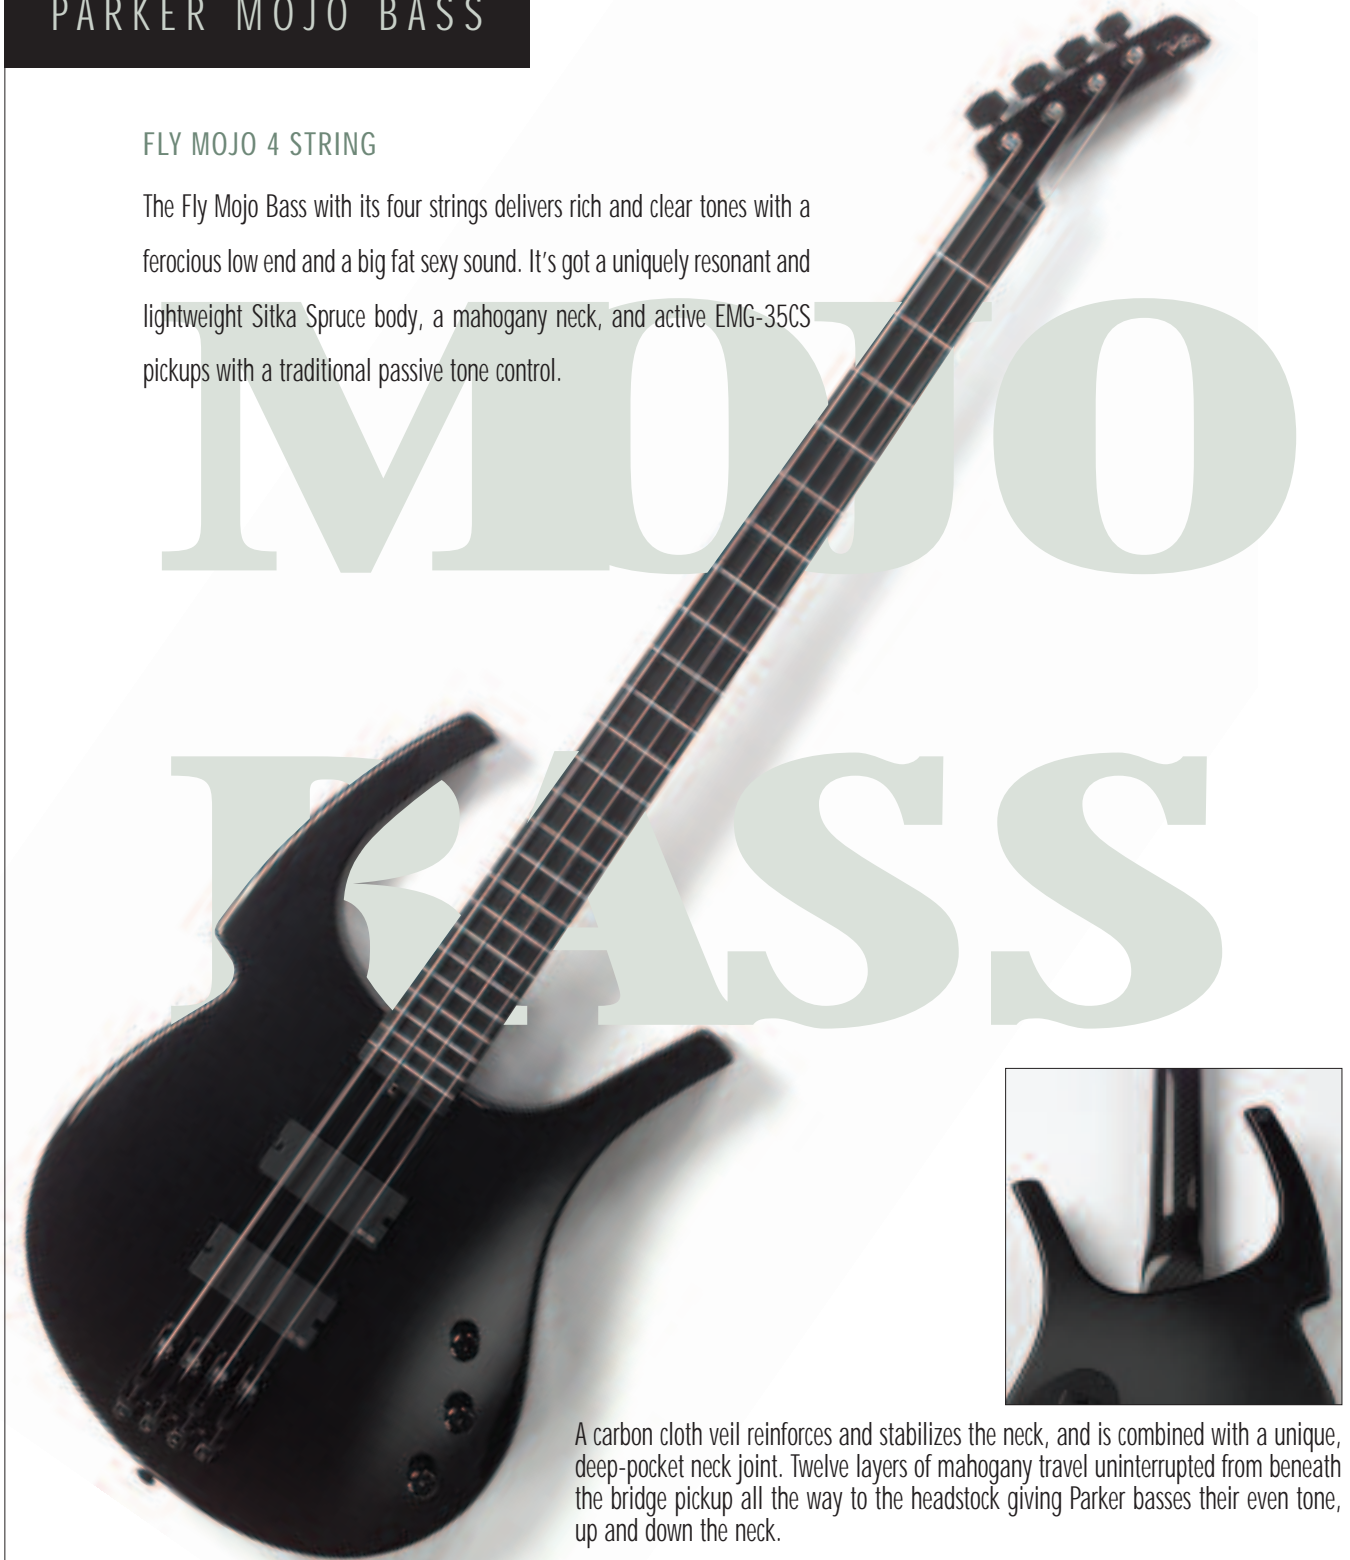 PARKER MOJO BASS
FLY MOJO 4 STRING
The Fly Mojo Bass with its four strings delivers rich and clear tones with a
ferocious low end and a big fat sexy sound. It's got a uniquely resonant and
lightweight Sitka Spruce body, a mahogany neck, and active EMG-35CS
pickups with a traditional passive tone control.
MOJO
BASS
A carbon cloth veil reinforces and stabilizes the neck, and is combined with a unique,
deep-pocket neck joint. Twelve layers of mahogany travel uninterrupted from beneath
the bridge pickup all the way to the headstock giving Parker basses their even tone,
up and down the neck.